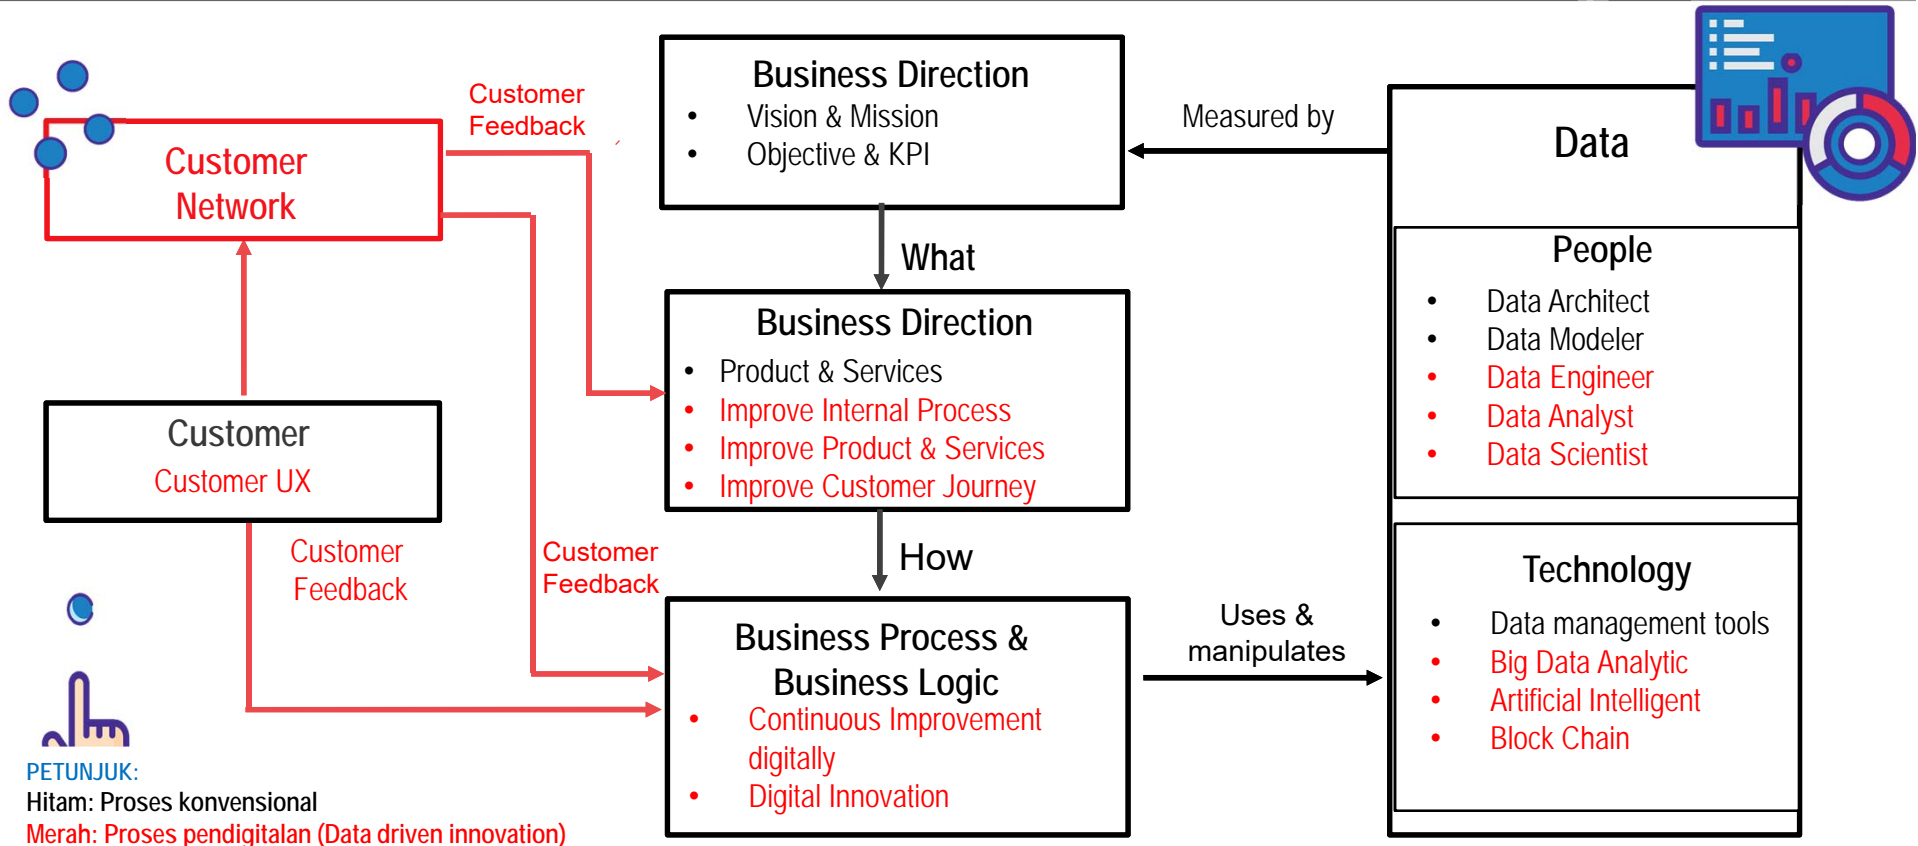 Customer
Network
Customer
Feedback
Business Direction
• Vision & Mission
• Objective & KPI
Measured by
Data
What
People
• Data Architect
• Data Modeler
• Data Engineer
• Data Analyst
• Data Scientist
Business Direction
• Product & Services
• Improve Internal Process
• Improve Product & Services
• Improve Customer Journey
Customer
Customer UX
Customer
Feedback
Customer
Feedback
How
Business Process &
Business Logic
• Continuous Improvement
digitally
• Digital Innovation
Uses &
manipulates
Technology
• Data management tools
• Big Data Analytic
• Artificial Intelligent
• Block Chain
PETUNJUK:
Hitam: Proses konvensional
Merah: Proses pendigitalan (Data driven innovation)